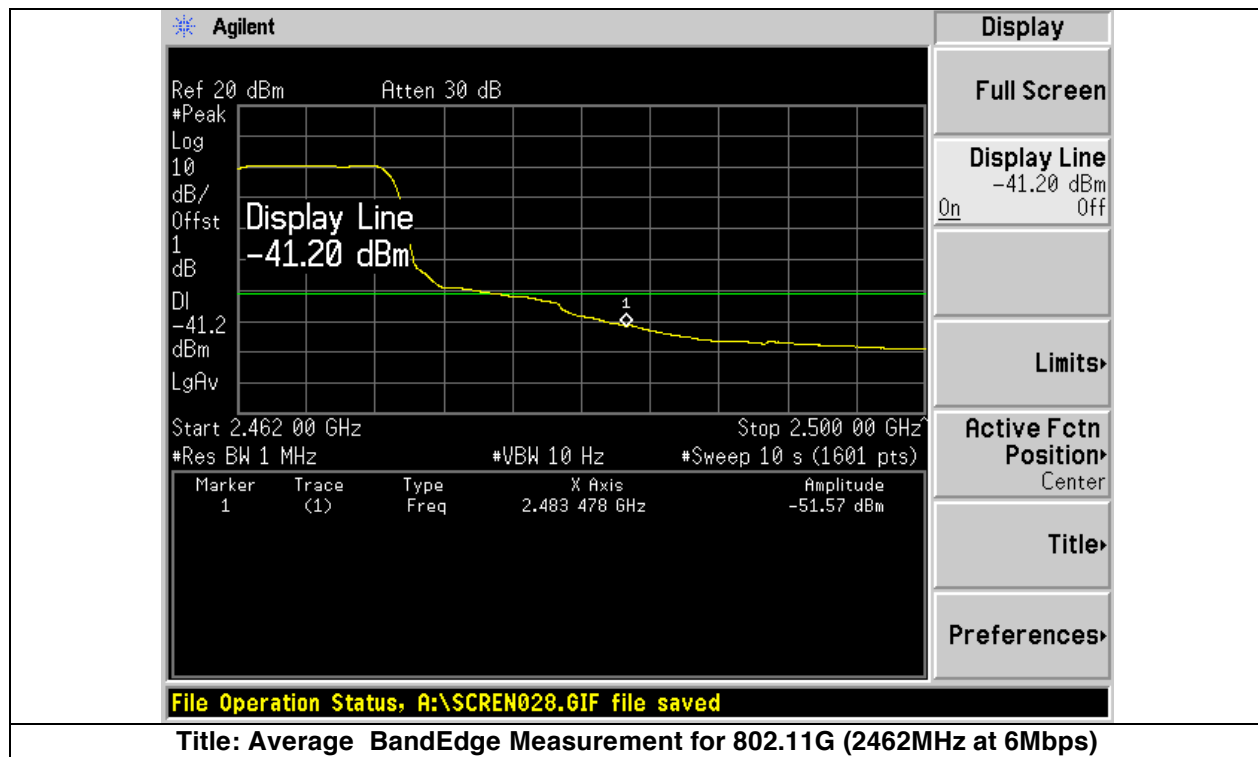 Agilent
Display
Ref 20 dBm Atten 30 dB
#Peak
Log
10
dB/
Offst
1
dB
DI
-41.2
dBm
LgAv
Display Line
-41.20 dBm
1
Start 2.462 00 GHz Stop 2.500 00 GHz^
#Res BW 1 MHz #VBW 10 Hz #Sweep 10 s (1601 pts)
Marker Trace Type X Axis Amplitude
1 (1) Freq 2.483 478 GHz -51.57 dBm
Full Screen
Display Line
-41.20 dBm
On Off
Limits
Active Fctn
Position
Center
Title
Preferences
File Operation Status, A:\SCREN028.GIF file saved
Title: Average BandEdge Measurement for 802.11G (2462MHz at 6Mbps)